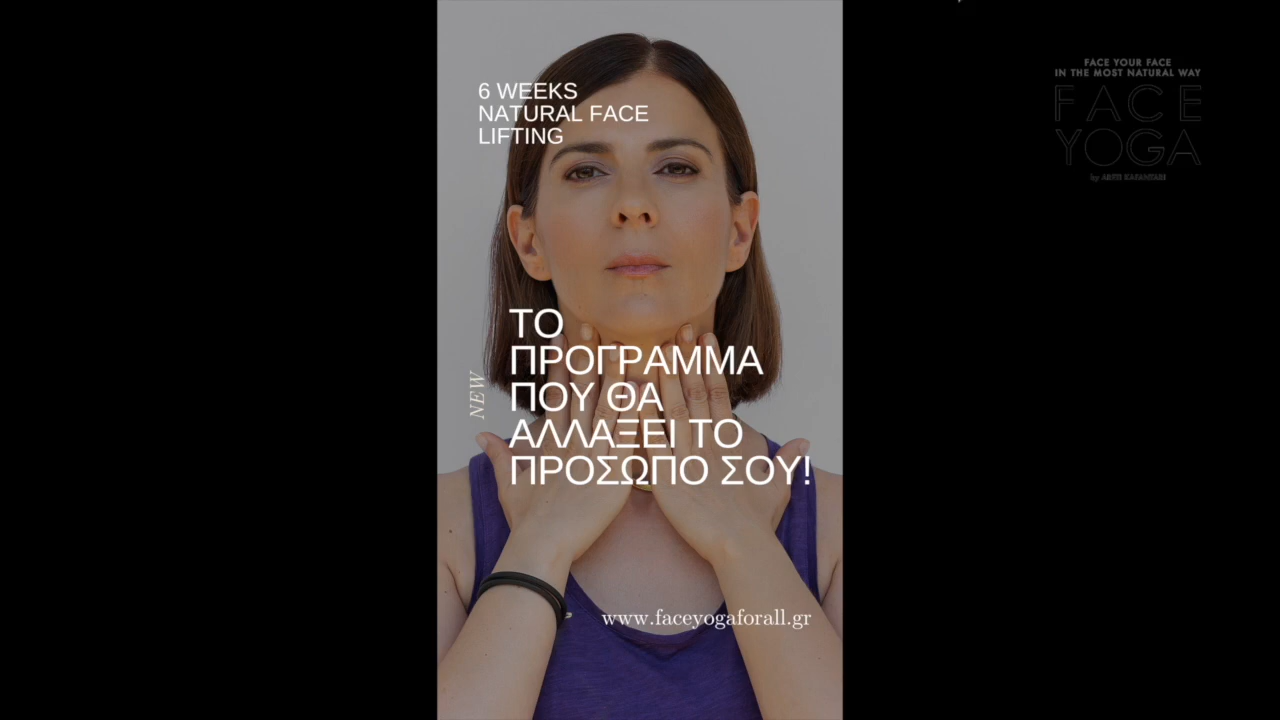 6 WEEKS
NATURAL FACE
LIFTING
ΤΟ
ΠΡΟΓΡΑΜΜΑ
ΠΟΥ ΘΑ
ΑΛΛΑΞΕΙ ΤΟ
ΠΡΟΣΩΠΟ ΣΟΥ!
NEW
www.faceyogaforall.gr
FACE YOUR FACE
IN THE MOST NATURAL WAY
FACE
YOGA
by